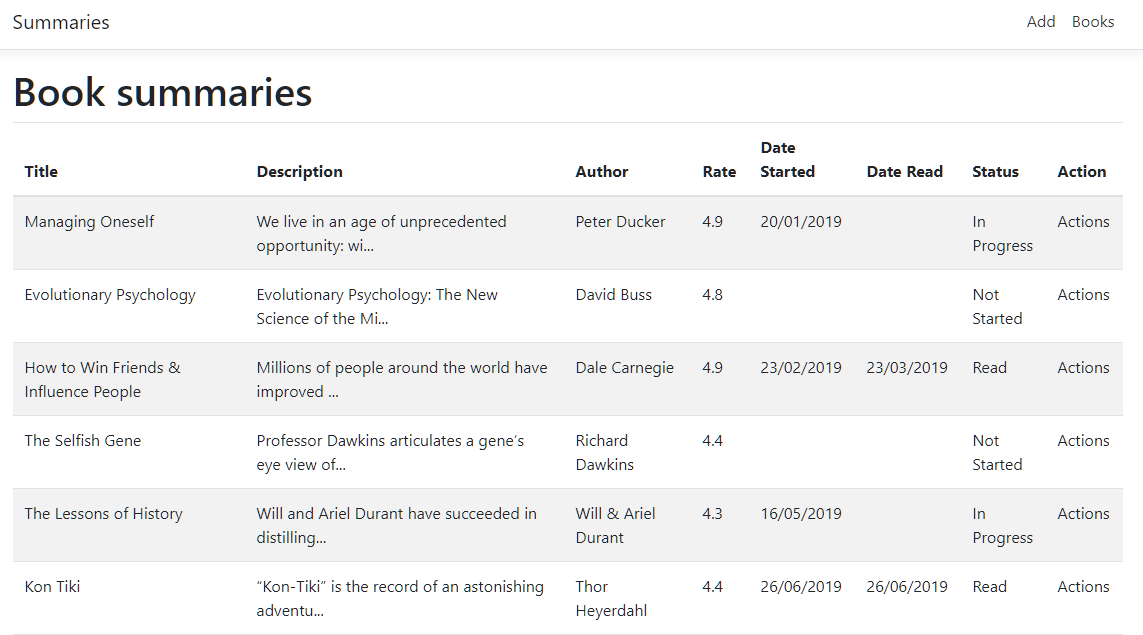 Summaries Add Books
Book summaries
Title Description Author Rate Date Started Date Read Status Action
Managing Oneself We live in an age of unprecedented opportunity: wi... Peter Ducker 4.9 20/01/2019 In Progress Actions
Evolutionary Psychology Evolutionary Psychology: The New Science of the Mi... David Buss 4.8 Not Started Actions
How to Win Friends & Influence People Millions of people around the world have improved ... Dale Carnegie 4.9 23/02/2019 23/03/2019 Read Actions
The Selfish Gene Professor Dawkins articulates a gene’s eye view of... Richard Dawkins 4.4 Not Started Actions
The Lessons of History Will and Ariel Durant have succeeded in distilling... Will & Ariel Durant 4.3 16/05/2019 In Progress Actions
Kon Tiki “Kon-Tiki” is the record of an astonishing adventu... Thor Heyerdahl 4.4 26/06/2019 26/06/2019 Read Actions